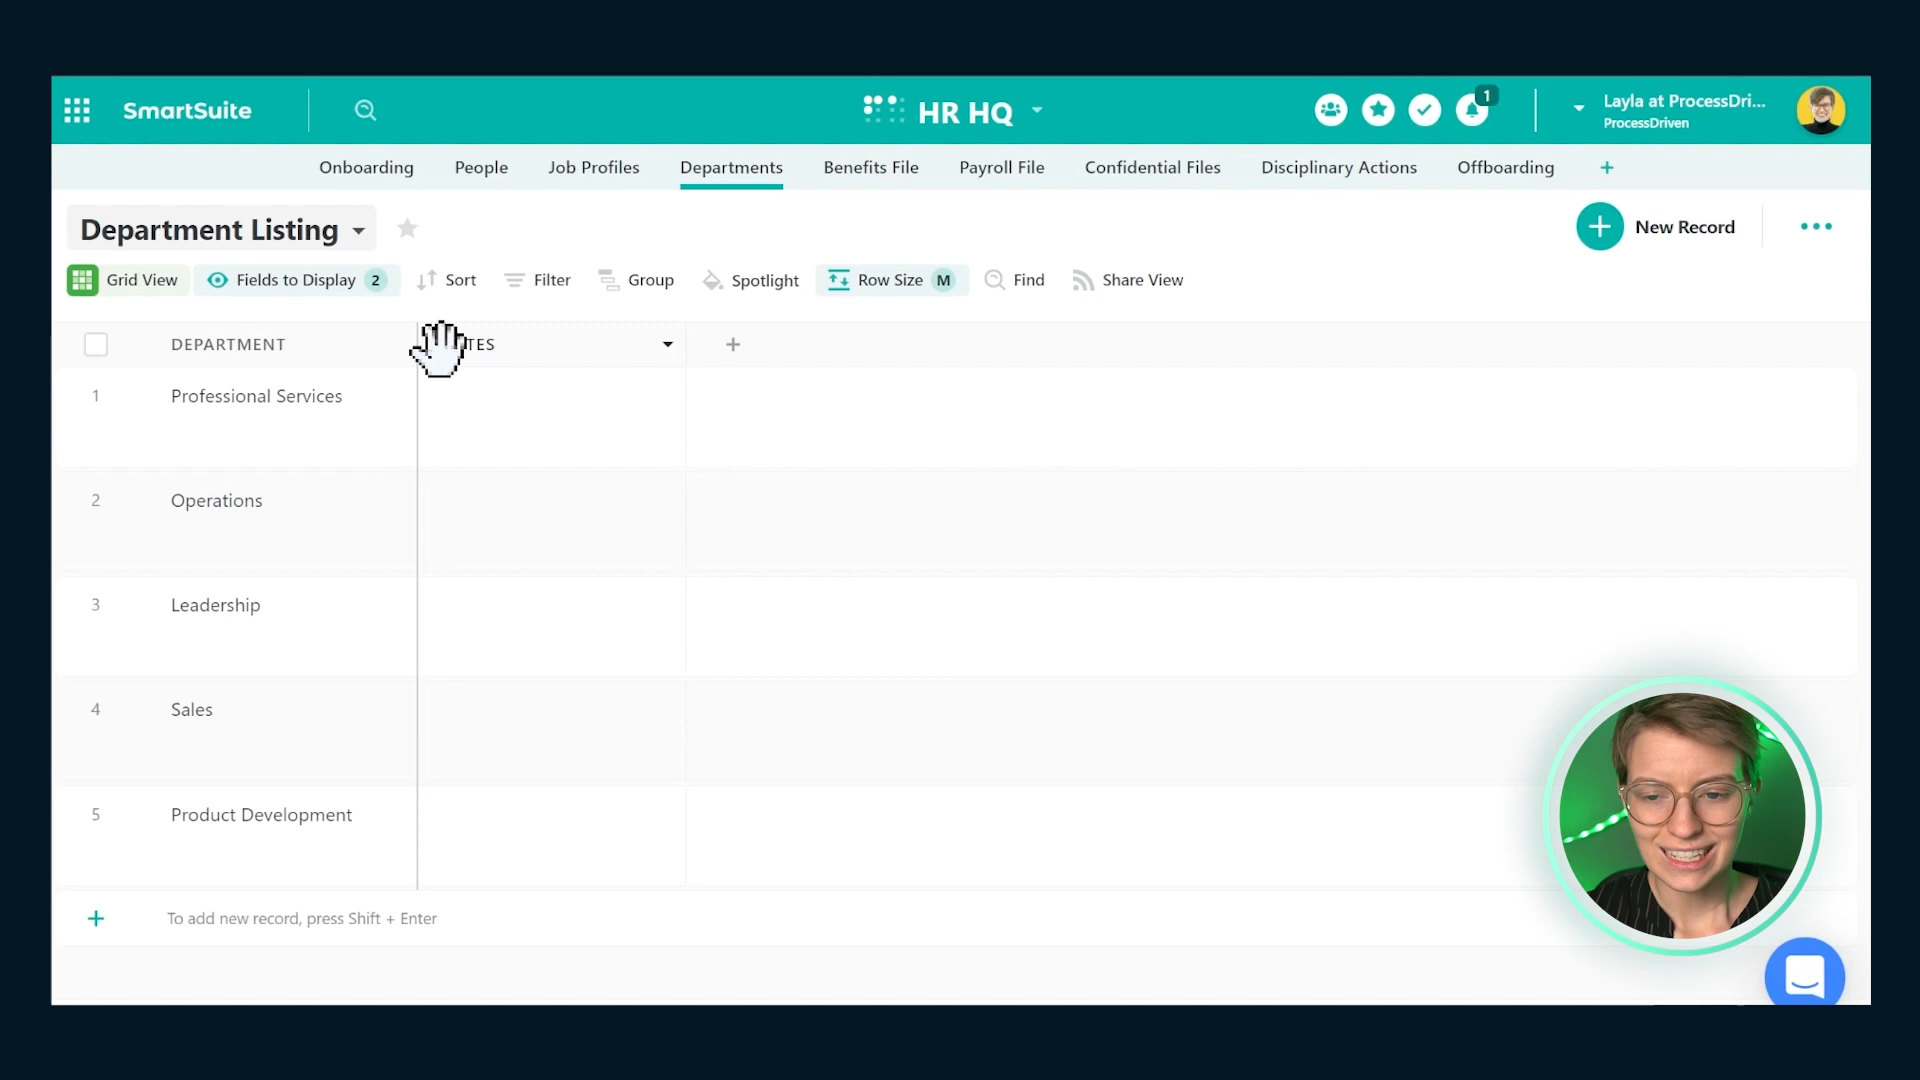 SmartSuite
HR HQ
1
Layla at ProcessDri...
ProcessDriven
Onboarding People Job Profiles Departments Benefits File Payroll File Confidential Files Disciplinary Actions Offboarding
Department Listing
New Record
Grid View Fields to Display 2 Sort Filter Group Spotlight Row Size M Find Share View
DEPARTMENT
1 Professional Services
2 Operations
3 Leadership
4 Sales
5 Product Development
To add new record, press Shift + Enter